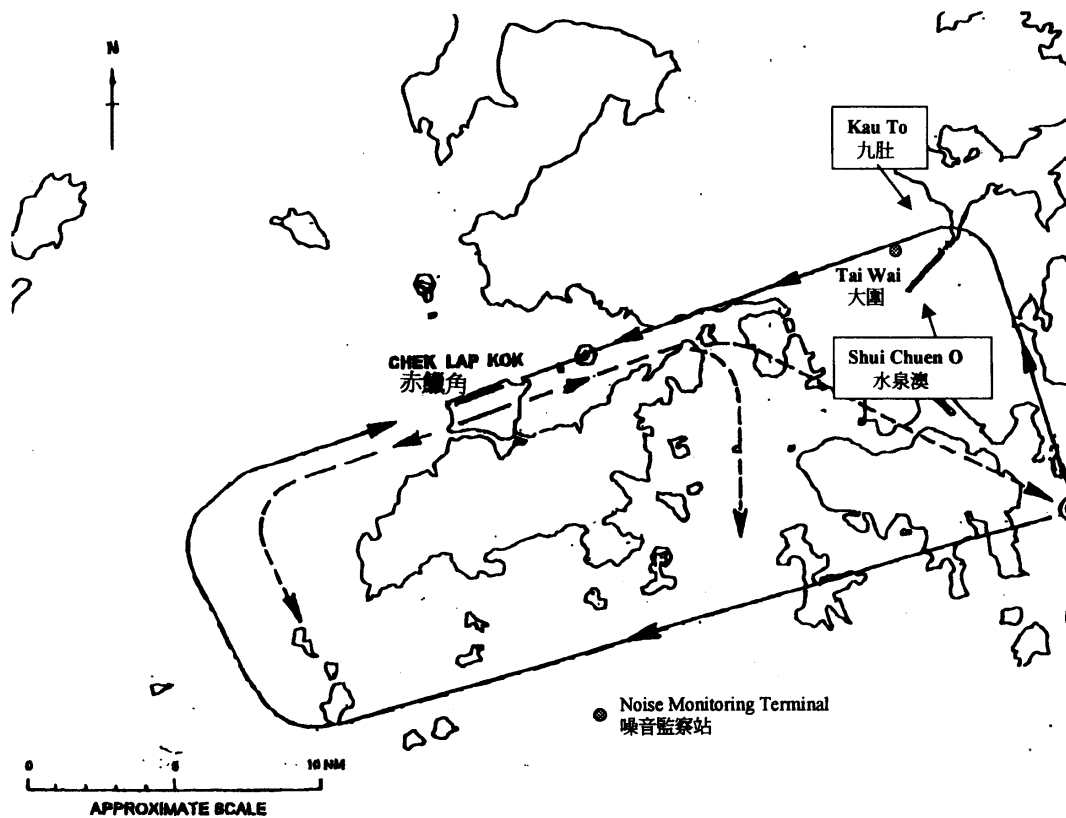 N
Kau To
九肚
Tai Wai
大圍
Shui Chuen O
水泉澳
CHEK LAP KOK
赤鱲角
Noise Monitoring Terminal
噪音監察站
0 5 10 NM
APPROXIMATE SCALE